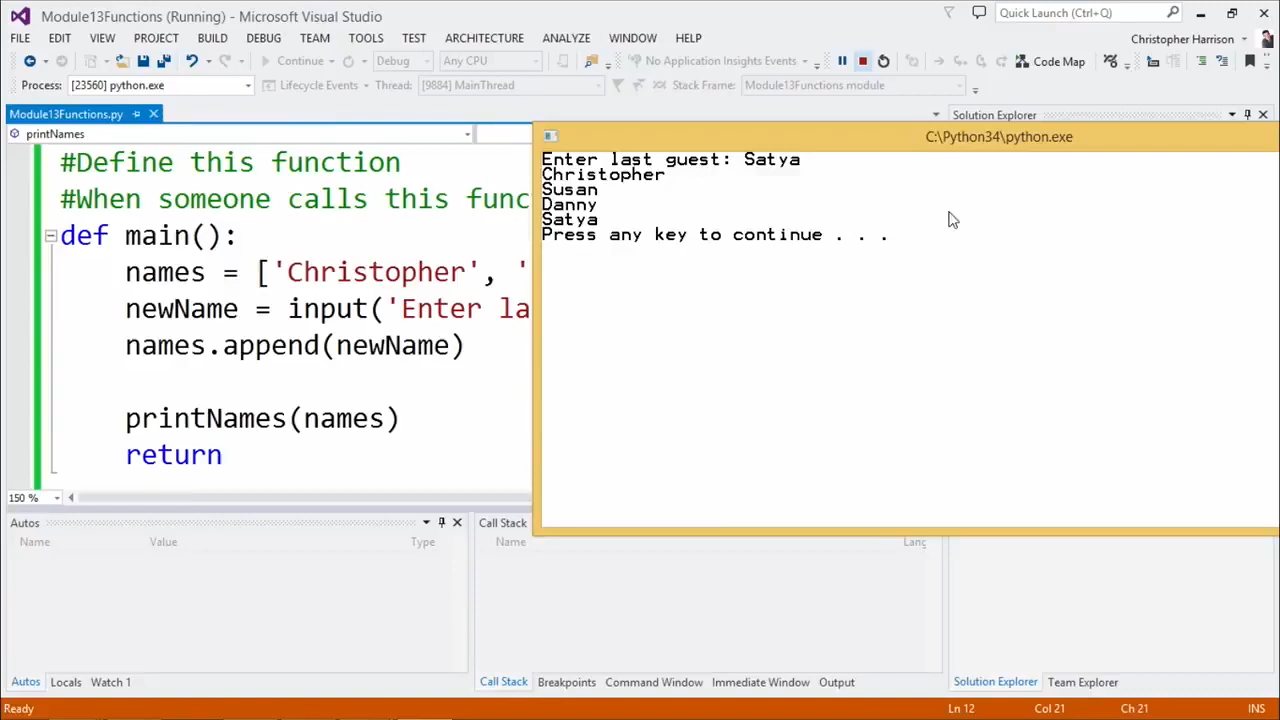 Module13Functions (Running) - Microsoft Visual Studio
Quick Launch (Ctrl+Q)
FILE EDIT VIEW PROJECT BUILD DEBUG TEAM TOOLS TEST ARCHITECTURE ANALYZE WINDOW HELP
Christopher Harrison
Continue Debug Any CPU No Application Insights Events Code Map
Process: [23560] python.exe Lifecycle Events Thread: [9884] MainThread Stack Frame: Module13Functions module
Module13Functions.py
Solution Explorer
printNames
C:\Python34\python.exe
#Define this function
#When someone calls this func
def main():
names = ['Christopher', '
newName = input('Enter la
names.append(newName)
printNames(names)
return
Enter last guest: Satya
Christopher
Susan
Danny
Satya
Press any key to continue . . .
150 %
Autos
Name Value Type
Call Stack
Name Lang
Autos Locals Watch 1
Call Stack Breakpoints Command Window Immediate Window Output
Solution Explorer Team Explorer
Ready Ln 12 Col 21 Ch 21 INS